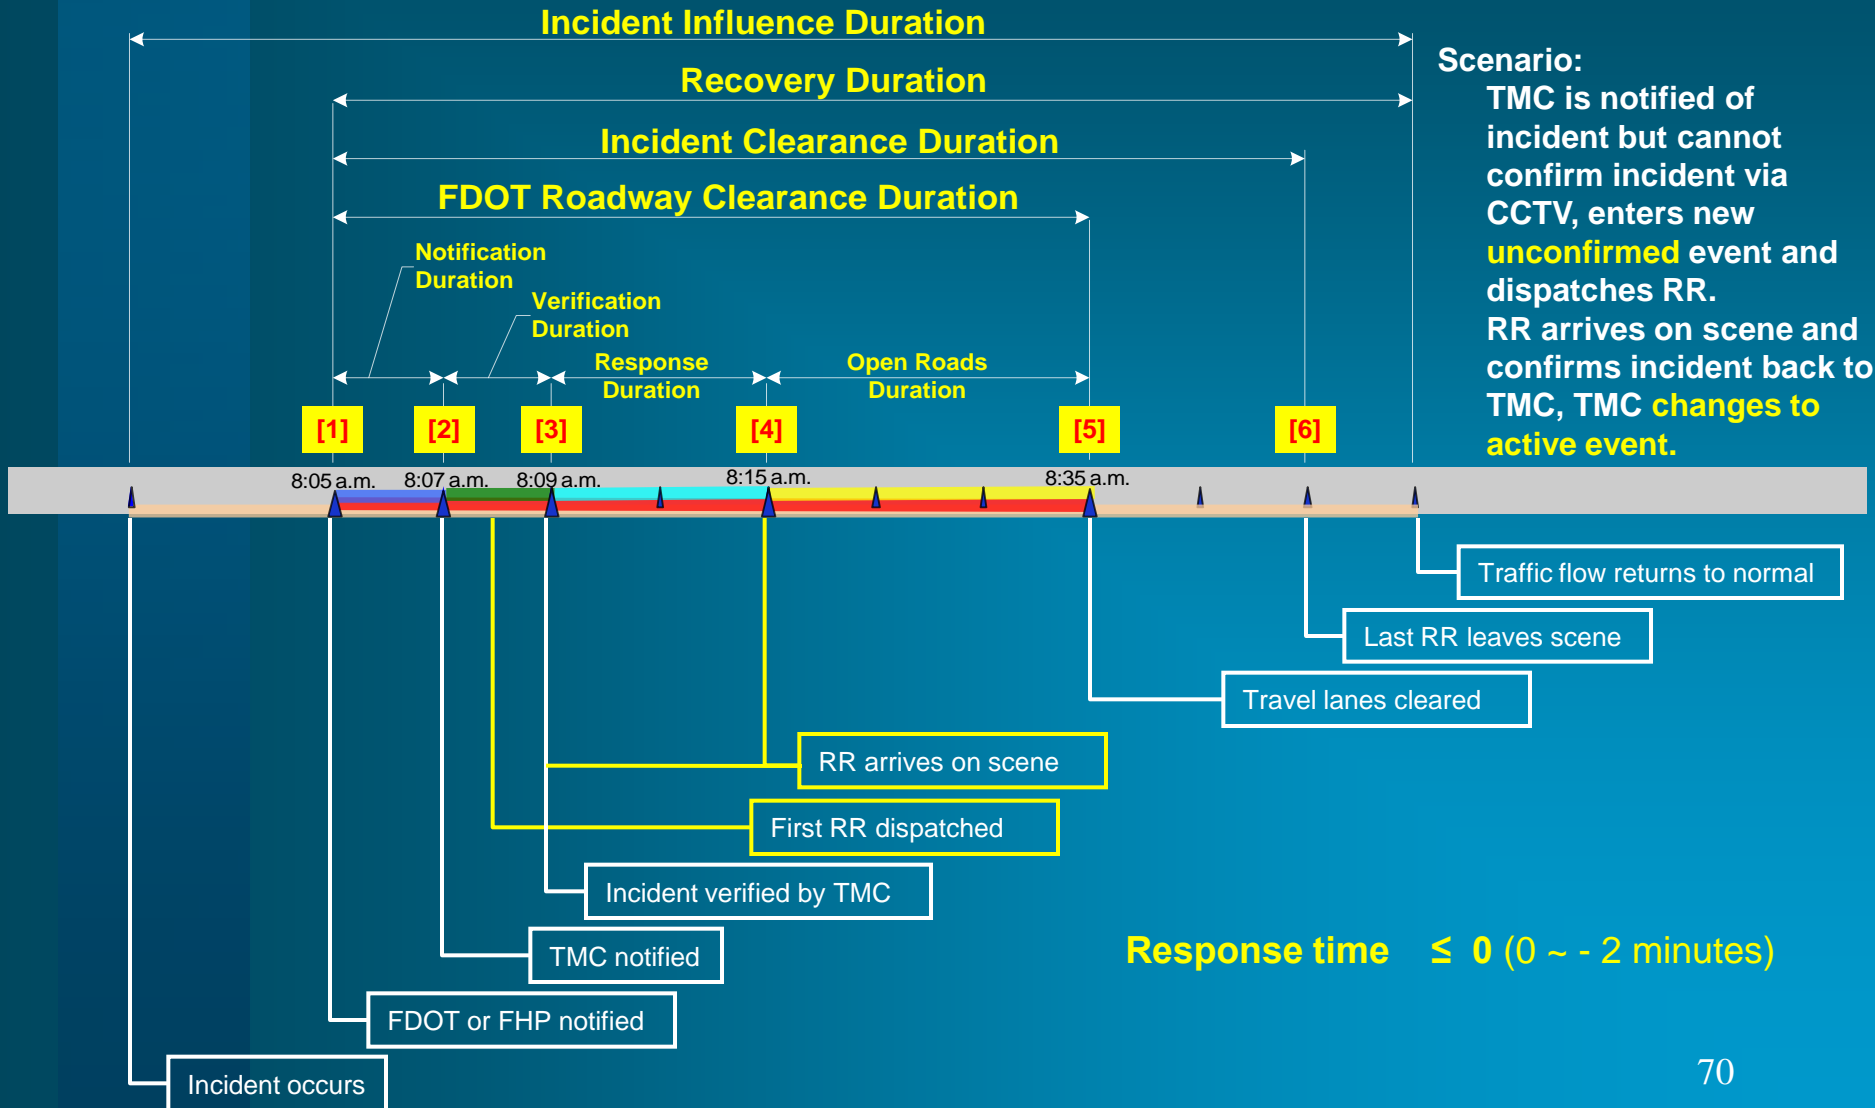 Incident Influence Duration
Recovery Duration
Incident Clearance Duration
FDOT Roadway Clearance Duration
Notification
Duration
Verification
Duration
Response
Duration
Open Roads
Duration
[1]
[2]
[3]
[4]
[5]
[6]
8:05 a.m.
8:07 a.m.
8:09 a.m.
8:15 a.m.
8:35 a.m.
Scenario:
TMC is notified of
incident but cannot
confirm incident via
CCTV, enters new
unconfirmed event and
dispatches RR.
RR arrives on scene and
confirms incident back to
TMC, TMC changes to
active event.
Traffic flow returns to normal
Last RR leaves scene
Travel lanes cleared
RR arrives on scene
First RR dispatched
Incident verified by TMC
TMC notified
FDOT or FHP notified
Incident occurs
Response time ≤ 0 (0 ~ - 2 minutes)
70